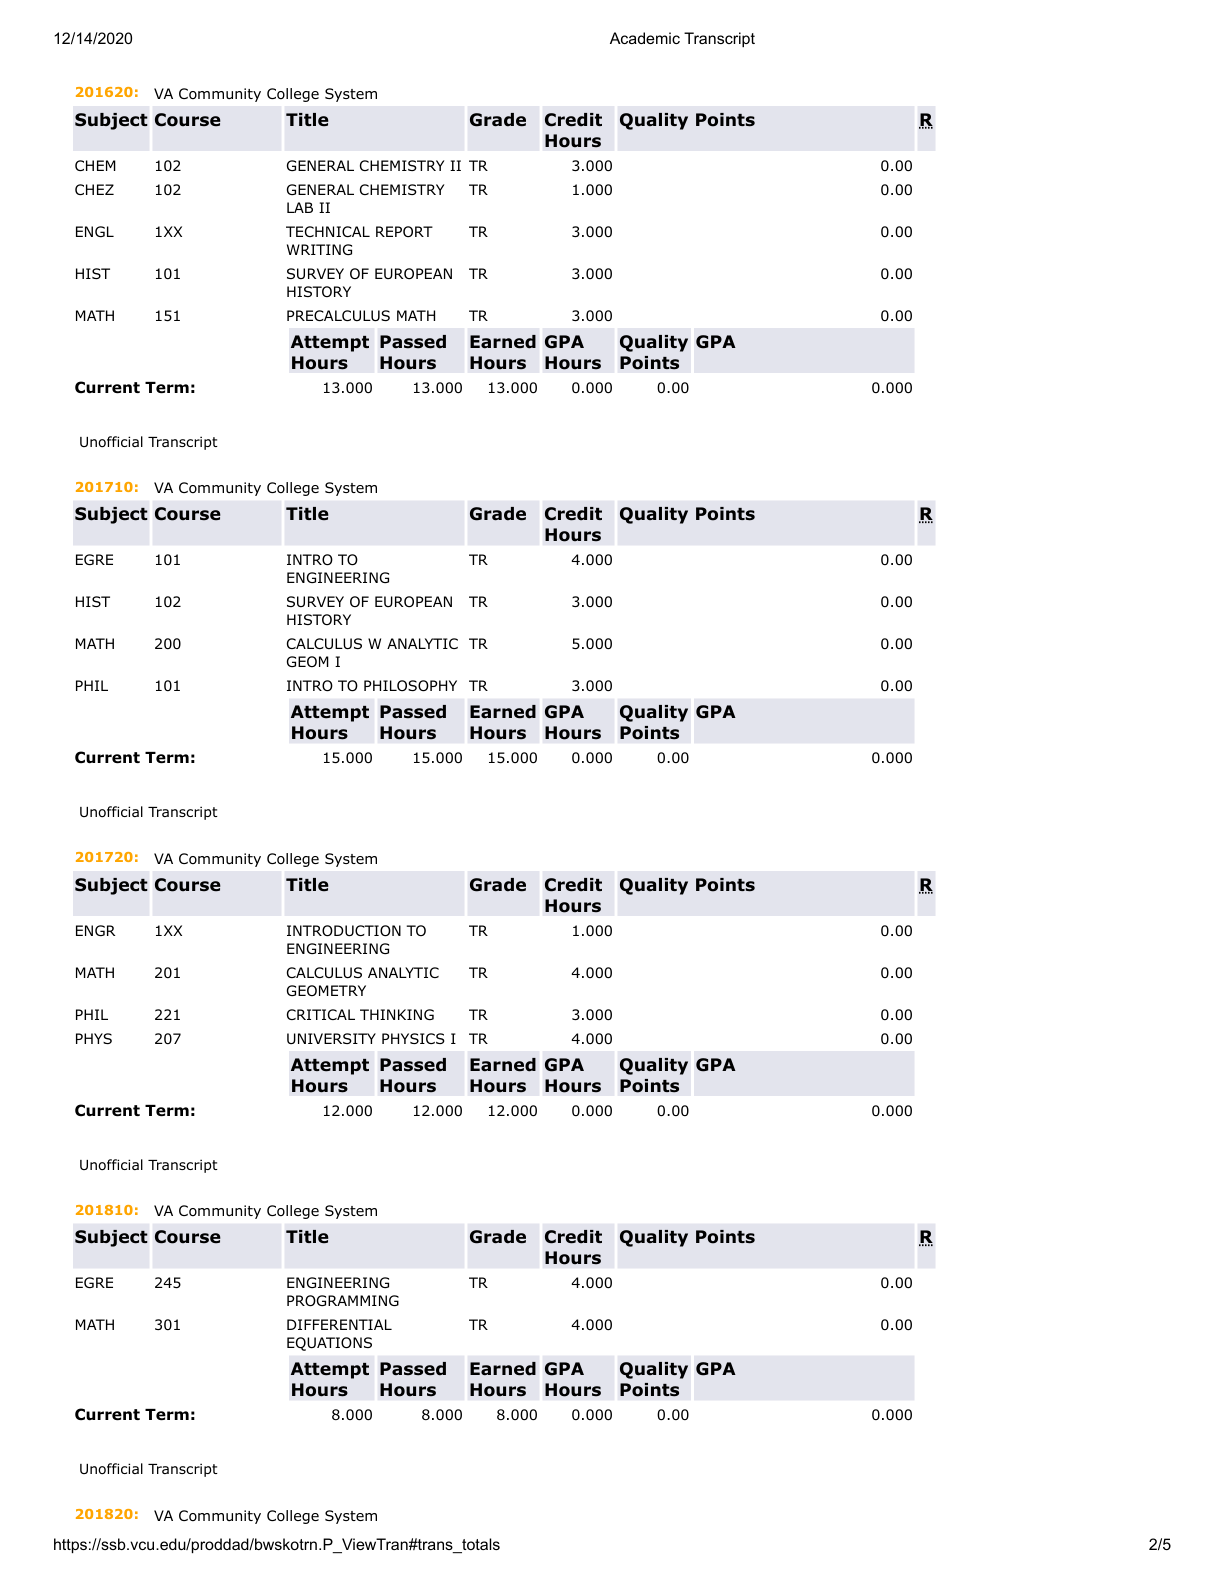 12/14/2020 Academic Transcript
201620: VA Community College System
Subject Course Title Grade Credit Quality Points R
Hours
CHEM 102 GENERAL CHEMISTRY II TR 3.000 0.00
CHEZ 102 GENERAL CHEMISTRY TR 1.000 0.00
LAB II
ENGL 1XX TECHNICAL REPORT TR 3.000 0.00
WRITING
HIST 101 SURVEY OF EUROPEAN TR 3.000 0.00
HISTORY
MATH 151 PRECALCULUS MATH TR 3.000 0.00
Attempt Passed Earned GPA Quality GPA
Hours Hours Hours Hours Points
Current Term: 13.000 13.000 13.000 0.000 0.00 0.000
Unofficial Transcript
201710: VA Community College System
Subject Course Title Grade Credit Quality Points R
Hours
EGRE 101 INTRO TO TR 4.000 0.00
ENGINEERING
HIST 102 SURVEY OF EUROPEAN TR 3.000 0.00
HISTORY
MATH 200 CALCULUS W ANALYTIC TR 5.000 0.00
GEOM I
PHIL 101 INTRO TO PHILOSOPHY TR 3.000 0.00
Attempt Passed Earned GPA Quality GPA
Hours Hours Hours Hours Points
Current Term: 15.000 15.000 15.000 0.000 0.00 0.000
Unofficial Transcript
201720: VA Community College System
Subject Course Title Grade Credit Quality Points R
Hours
ENGR 1XX INTRODUCTION TO TR 1.000 0.00
ENGINEERING
MATH 201 CALCULUS ANALYTIC TR 4.000 0.00
GEOMETRY
PHIL 221 CRITICAL THINKING TR 3.000 0.00
PHYS 207 UNIVERSITY PHYSICS I TR 4.000 0.00
Attempt Passed Earned GPA Quality GPA
Hours Hours Hours Hours Points
Current Term: 12.000 12.000 12.000 0.000 0.00 0.000
Unofficial Transcript
201810: VA Community College System
Subject Course Title Grade Credit Quality Points R
Hours
EGRE 245 ENGINEERING TR 4.000 0.00
PROGRAMMING
MATH 301 DIFFERENTIAL TR 4.000 0.00
EQUATIONS
Attempt Passed Earned GPA Quality GPA
Hours Hours Hours Hours Points
Current Term: 8.000 8.000 8.000 0.000 0.00 0.000
Unofficial Transcript
201820: VA Community College System
https://ssb.vcu.edu/proddad/bwskotrn.P_ViewTran#trans_totals 2/5